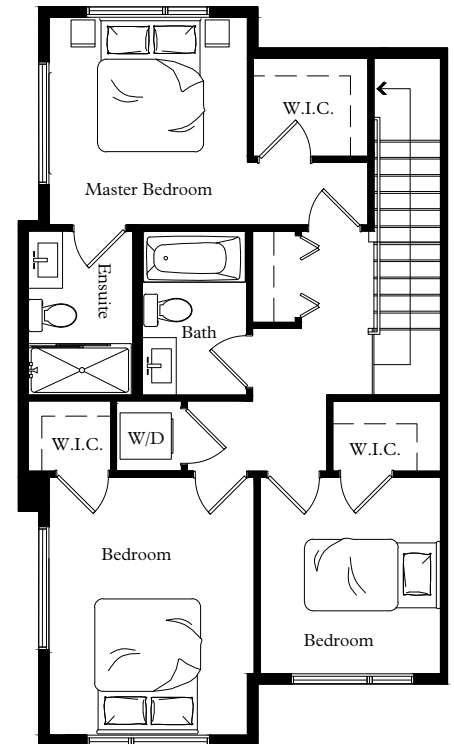 W.I.C.
Master Bedroom
Ensuite
Bath
W.I.C.
W/D
W.I.C.
Bedroom
Bedroom